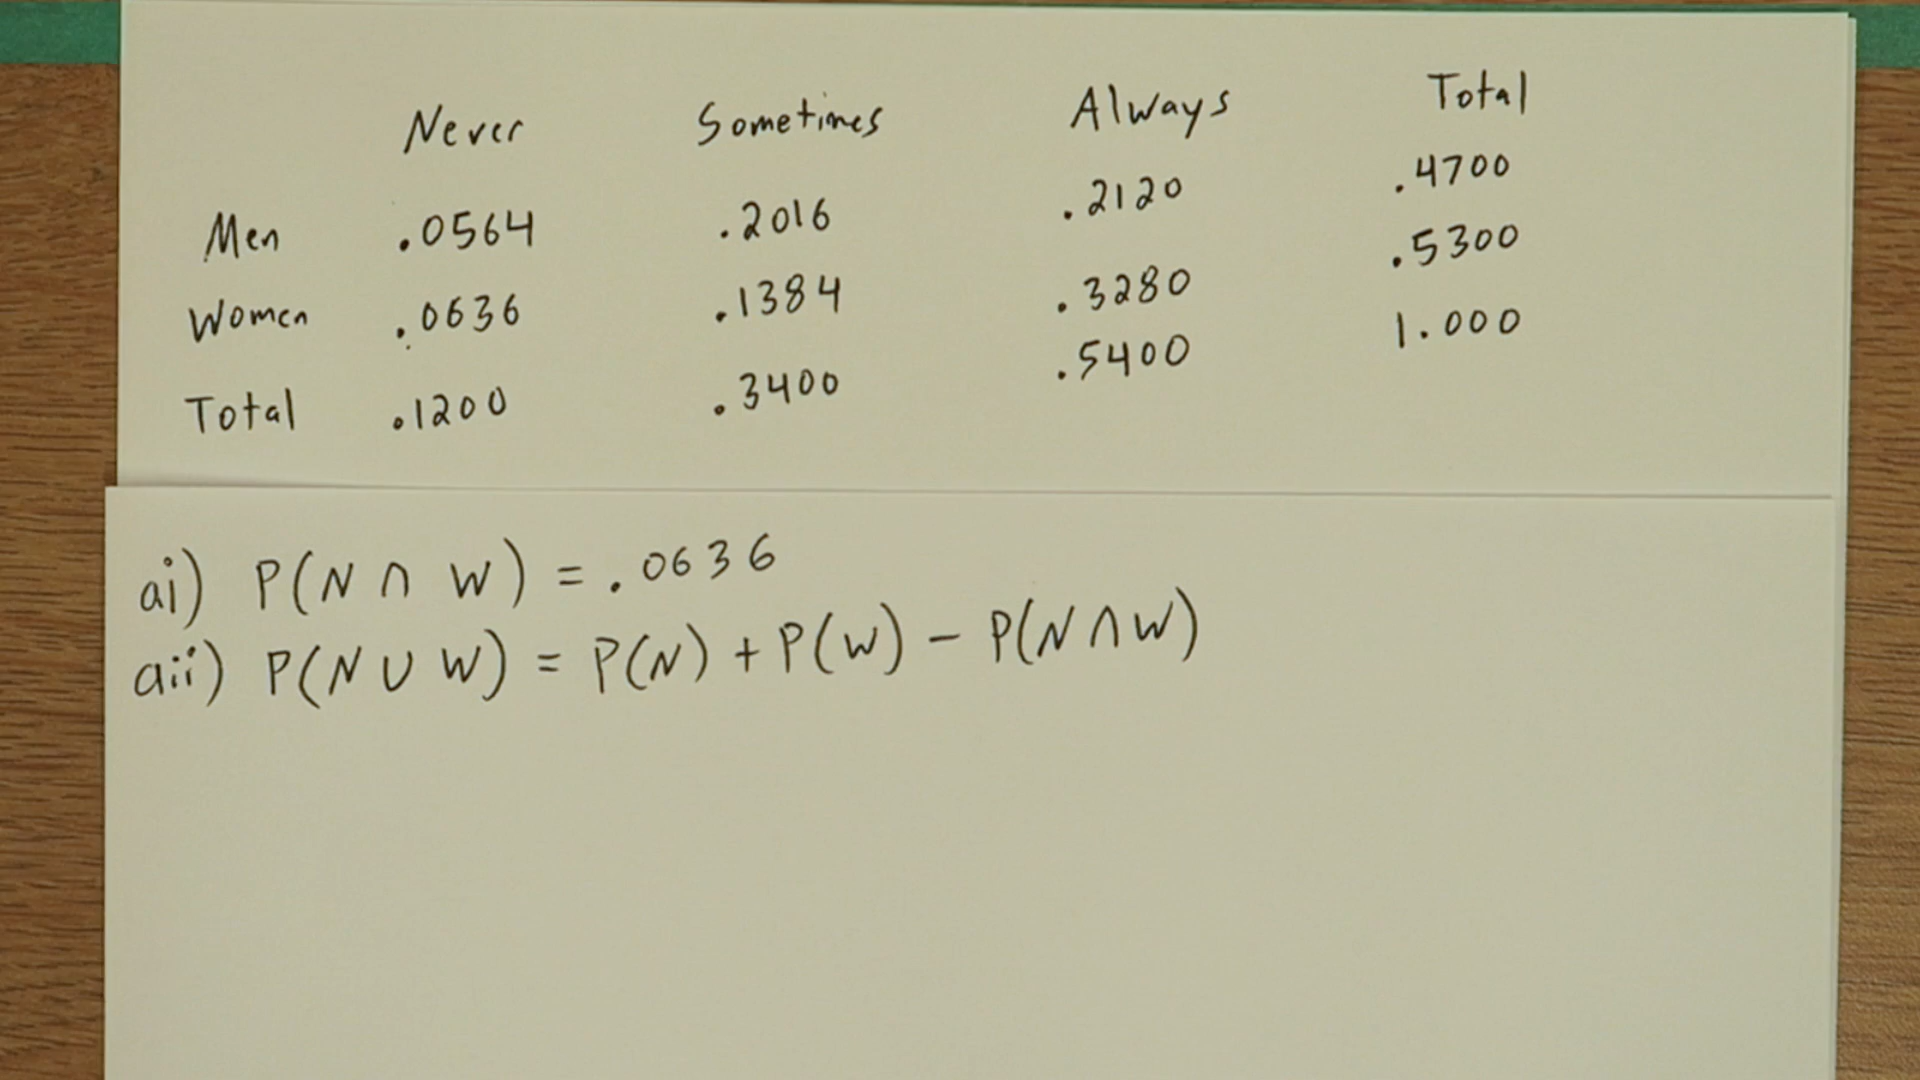 Never Sometimes Always Total
Men .0564 .2016 .2120 .4700
Women .0636 .1384 .3280 .5300
Total .1200 .3400 .5400 1.000
ai) P(N ∩ W) = .0636
aii) P(N ∪ W) = P(N) + P(W) − P(N ∩ W)